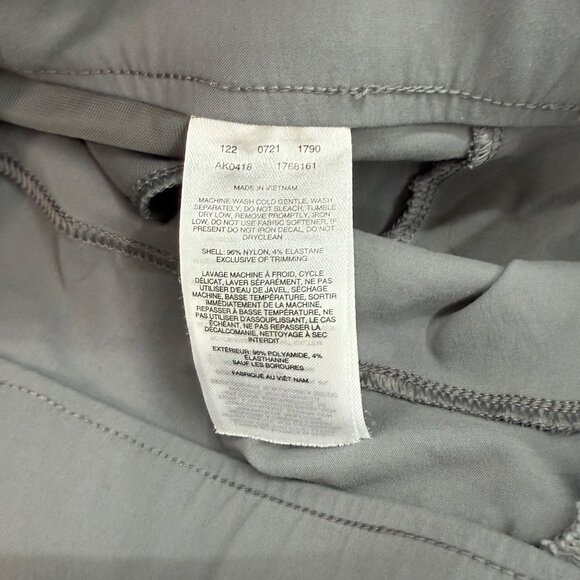 122 0721 1790
AK0418 1768161
MADE IN VIETNAM
MACHINE WASH COLD GENTLE, WASH
SEPARATELY, DO NOT BLEACH, TUMBLE
DRY LOW, REMOVE PROMPTLY, IRON
LOW, DO NOT USE FABRIC SOFTENER, IF
PRESENT DO NOT IRON DECAL, DO NOT
DRYCLEAN
SHELL: 96% NYLON, 4% ELASTANE
EXCLUSIVE OF TRIMMING
LAVAGE MACHINE À FROID, CYCLE
DÉLICAT, LAVER SÉPARÉMENT, NE PAS
UTILISER D'EAU DE JAVEL, SÉCHAGE
MACHINE, BASSE TEMPÉRATURE, SORTIR
IMMÉDIATEMENT DE LA MACHINE,
REPASSER À BASSE TEMPÉRATURE, NE PAS
UTILISER D'ASSOUPLISSANT, LE CAS
ÉCHÉANT, NE PAS REPASSER LA
DÉCALCOMANIE, NETTOYAGE À SEC
INTERDIT
EXTÉRIEUR: 96% POLYAMIDE, 4%
ÉLASTHANNE
SAUF LES BORDURES
FABRIQUÉ AU VIÊT NAM